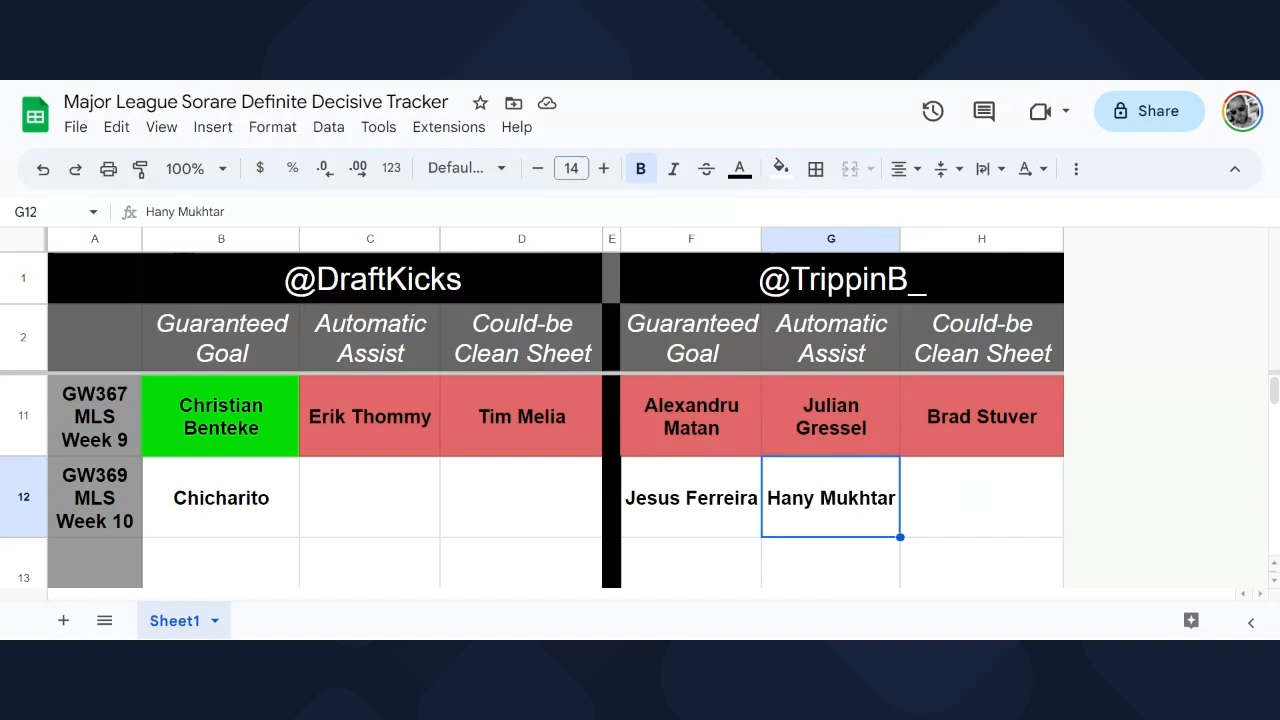 Major League Sorare Definite Decisive Tracker
File Edit View Insert Format Data Tools Extensions Help
Share
100% $ % .0 .00 123 Defaul... 14 B I A A
G12 Hany Mukhtar
A B C D E F G H
1 @DraftKicks @TrippinB_
2 Guaranteed Automatic Could-be Guaranteed Automatic Could-be
Goal Assist Clean Sheet Goal Assist Clean Sheet
11 GW367 MLS Week 9 Christian Benteke Erik Thommy Tim Melia Alexandru Matan Julian Gressel Brad Stuver
12 GW369 MLS Week 10 Chicharito Jesus Ferreira Hany Mukhtar
13
Sheet1